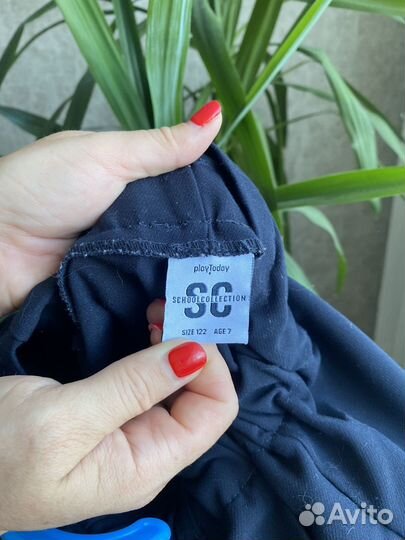 playToday
SC
SCHOOLCOLLECTION
SIZE 122 AGE 7
Avito